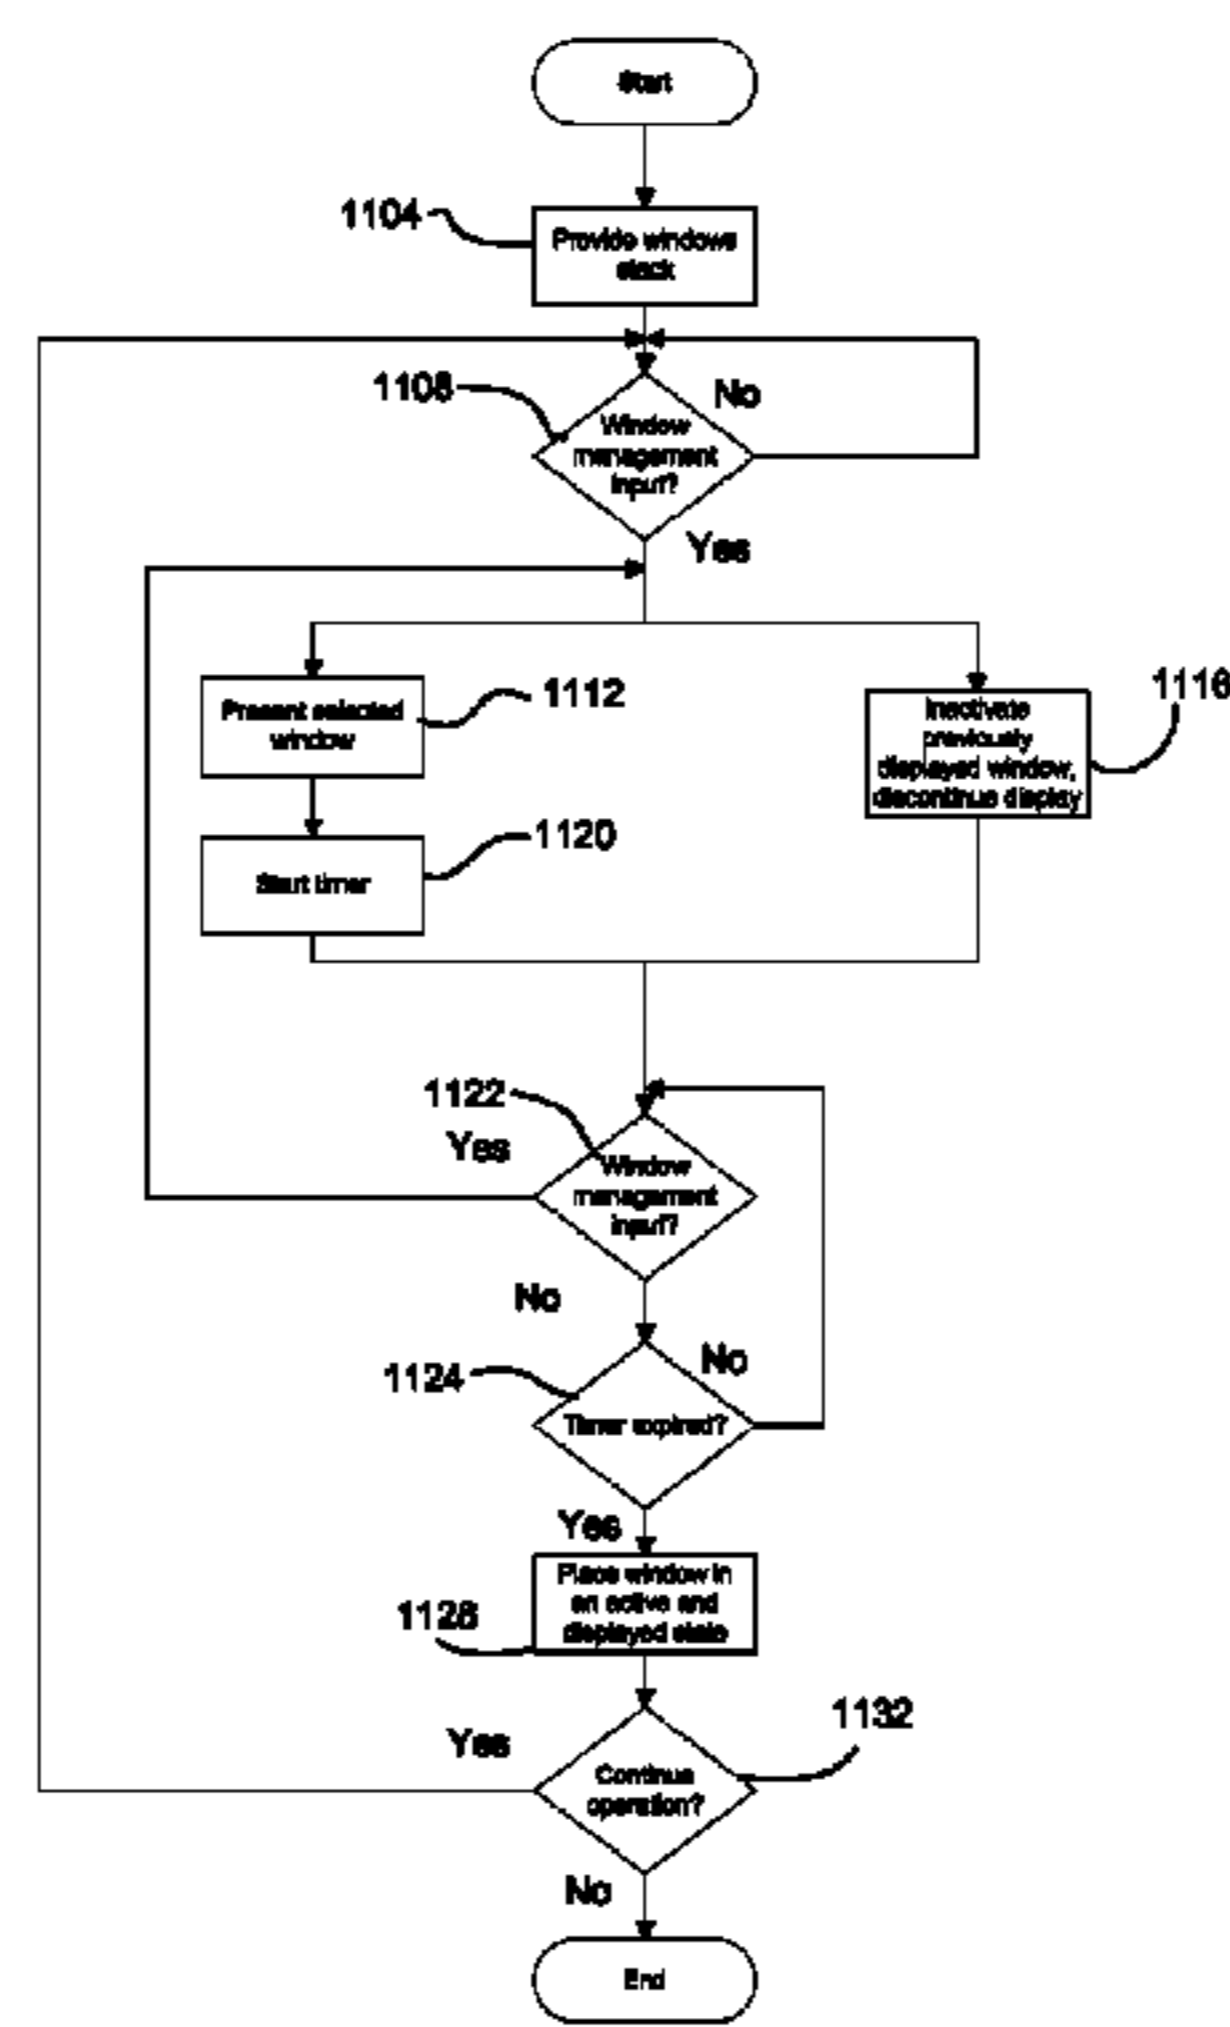 Start
1104
Provide windows
stack
1108
No
Window
management
input?
Yes
1112
Present selected
window
1116
Inactivate
previously
displayed window,
discontinue display
1120
Start timer
1122
Yes
Window
management
input?
No
1124
No
Timer expired?
Yes
Place window in
an active and
displayed state
1128
1132
Yes
Continue
operation?
No
End